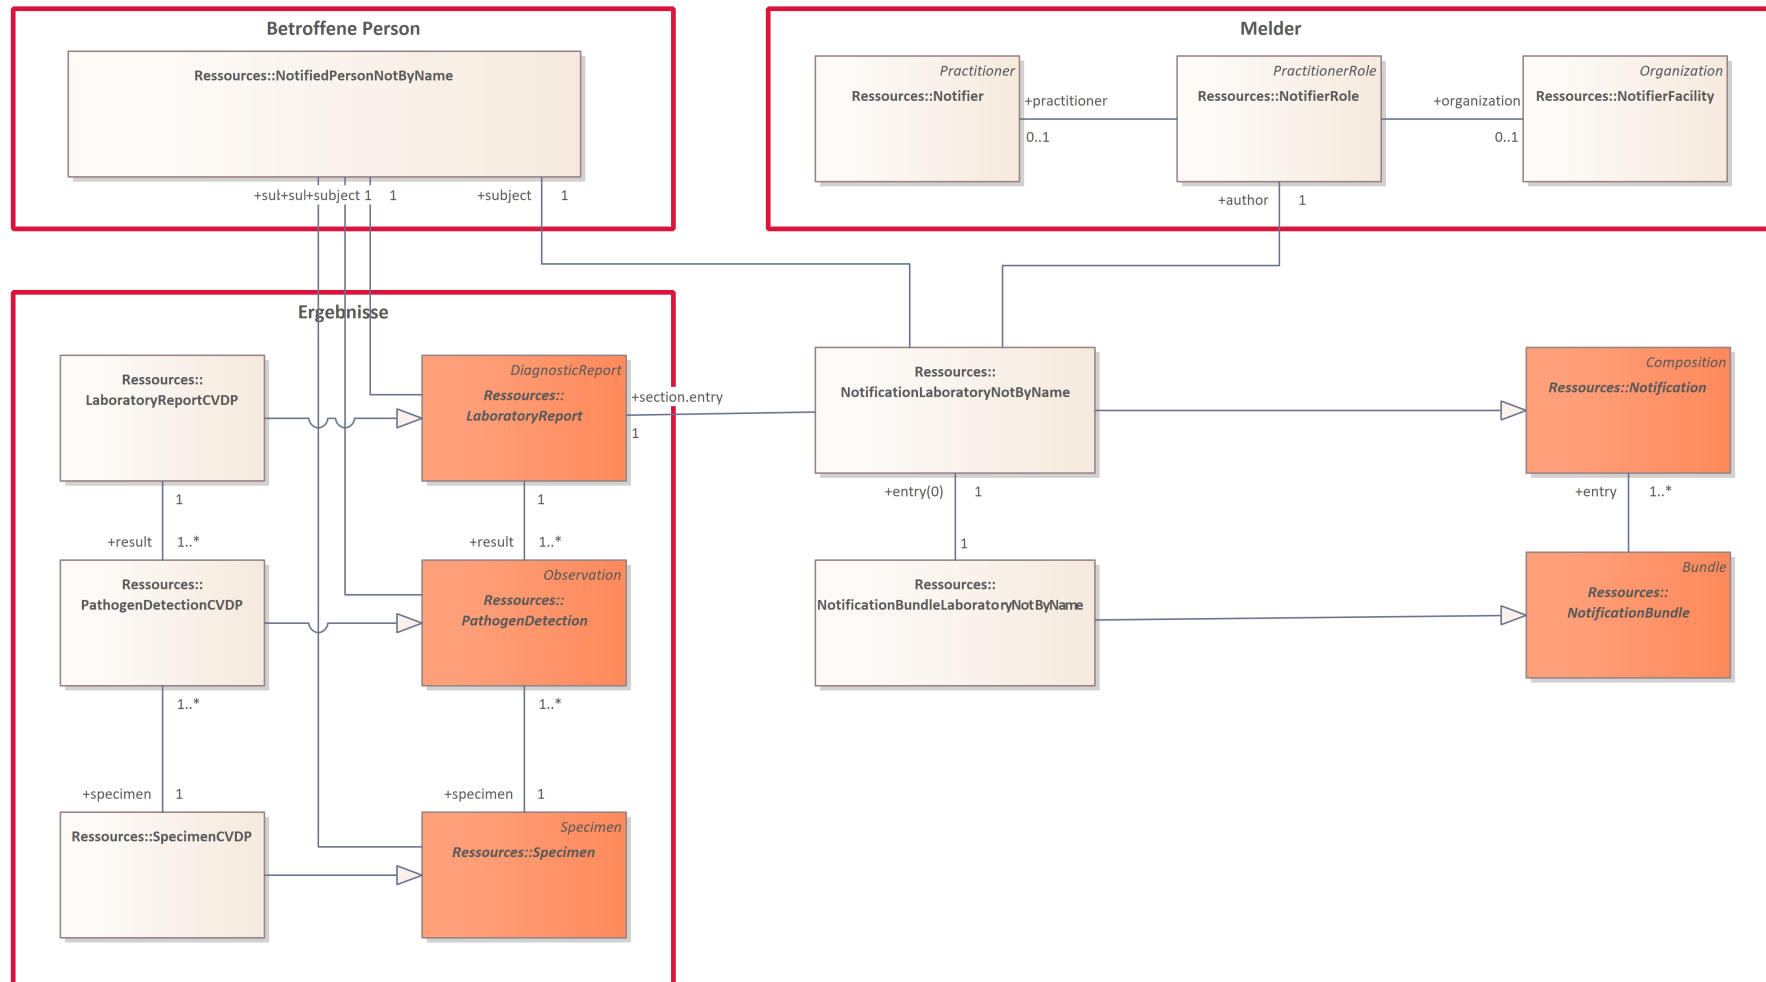 Betroffene Person
Ressources::NotifiedPersonNotByName
+sul+sul+subject 1 1
+subject 1
Melder
Practitioner
Ressources::Notifier
+practitioner
0..1
PractitionerRole
Ressources::NotifierRole
+organization
0..1
Organization
Ressources::NotifierFacility
+author 1
Ergebnisse
Ressources::
LaboratoryReportCVDP
DiagnosticReport
Ressources::
LaboratoryReport
+section.entry
1
Ressources::
NotificationLaboratoryNotByName
Composition
Ressources::Notification
1
+result 1..*
1
+result 1..*
+entry(0) 1
1
+entry 1..*
Ressources::
PathogenDetectionCVDP
Observation
Ressources::
PathogenDetection
Ressources::
NotificationBundleLaboratoryNotByName
Bundle
Ressources::
NotificationBundle
1..*
+specimen 1
1..*
+specimen 1
Ressources::SpecimenCVDP
Specimen
Ressources::Specimen